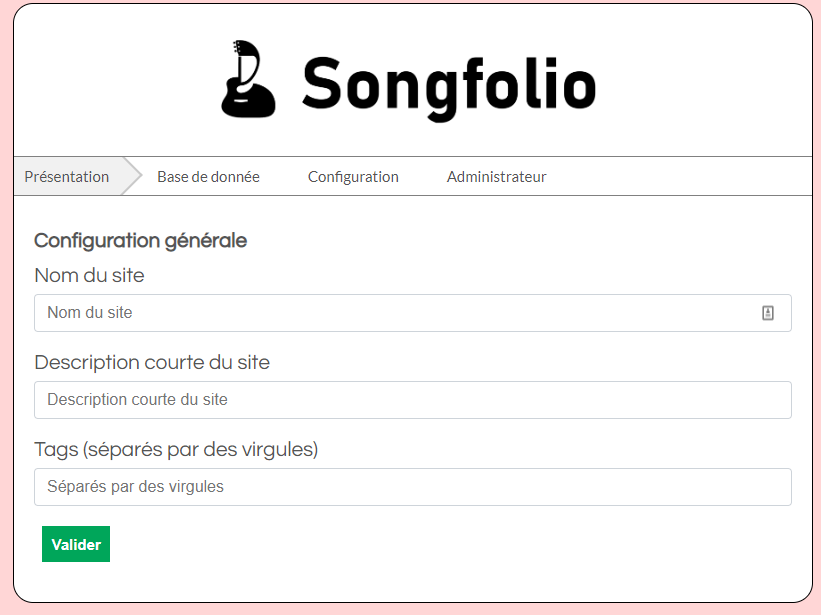 Songfolio
Présentation Base de donnée Configuration Administrateur
Configuration générale
Nom du site
Nom du site
Description courte du site
Description courte du site
Tags (séparés par des virgules)
Séparés par des virgules
Valider